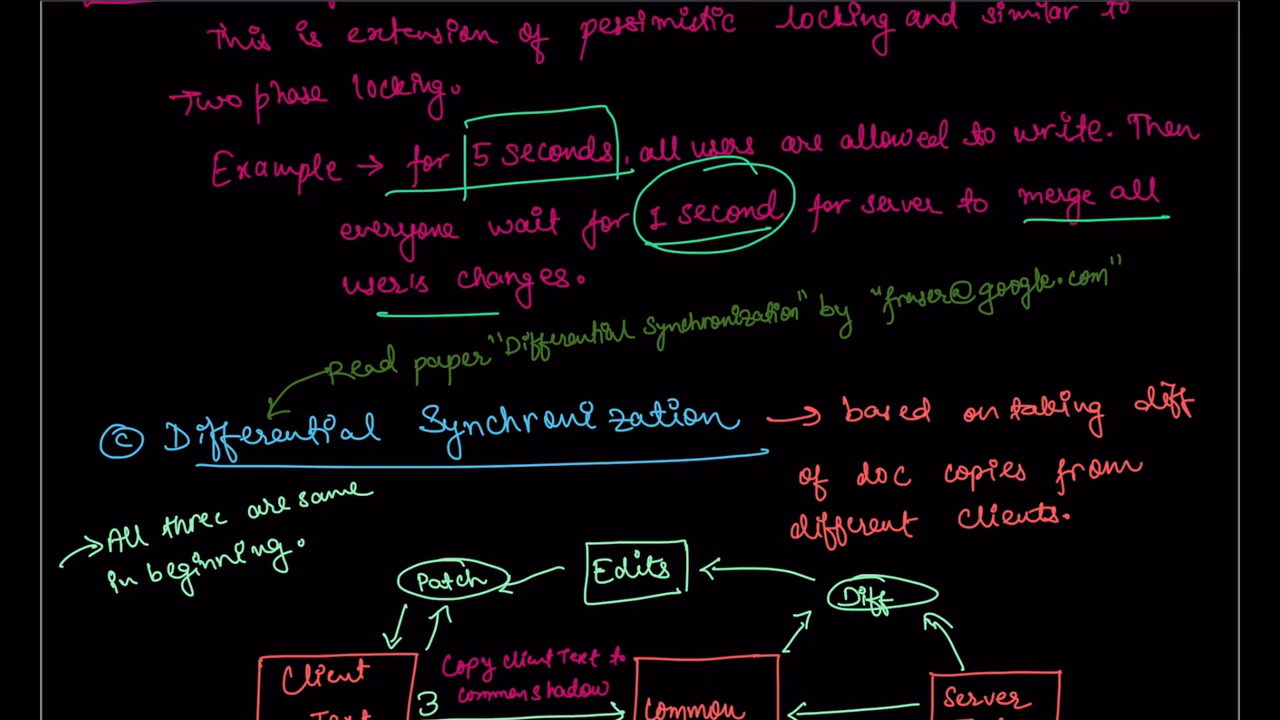 This is extension of pessimistic locking and similar to
Two phase locking.
Example → for 5 seconds, all users are allowed to write. Then
everyone wait for 1 second for server to merge all
user's changes.
Read paper "Differential Synchronization" by "fraser@google.com"
C Differential Synchronization → based on taking diff
of doc copies from
different clients.
→ All three are same
in beginning.
Patch
Edits
Diff
Client
Text
3
Copy client Text to
common shadow
Common
Server